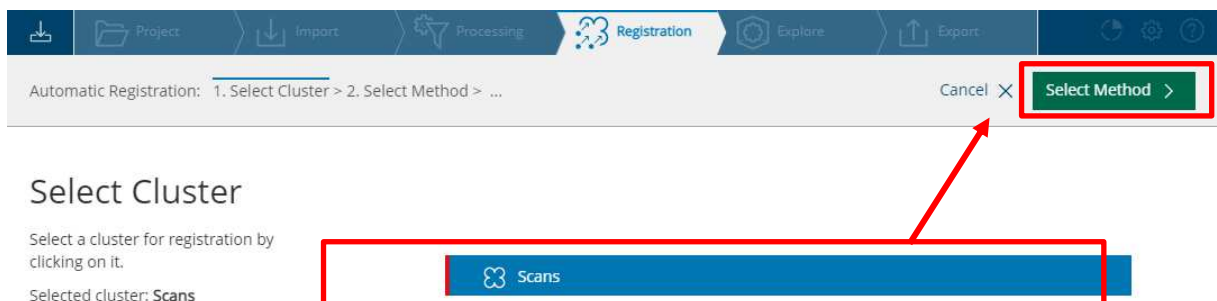 Project Import Processing Registration Explore Export
Automatic Registration: 1. Select Cluster > 2. Select Method > ... Cancel Select Method >
Select Cluster
Select a cluster for registration by
clicking on it.
Scans
Selected cluster: Scans